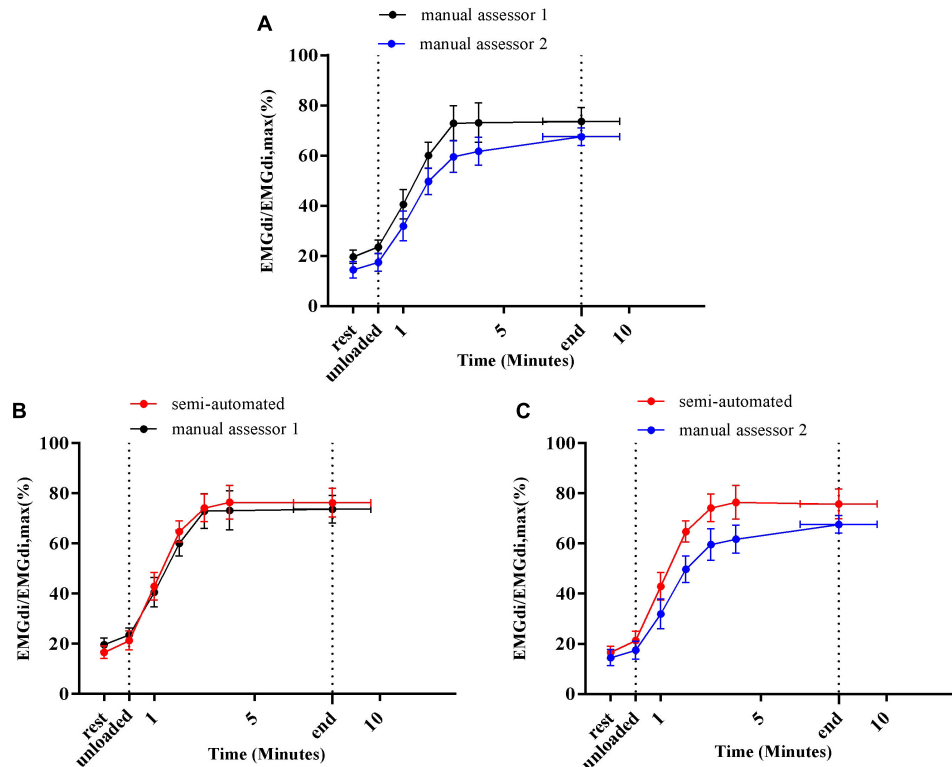 A
manual assessor 1
manual assessor 2
EMGdi/EMGdi,max(%)
100
80
60
40
20
0
rest
unloaded
1
5
end
10
Time (Minutes)
B
semi-automated
manual assessor 1
EMGdi/EMGdi,max(%)
100
80
60
40
20
0
rest
unloaded
1
5
end
10
Time (Minutes)
C
semi-automated
manual assessor 2
EMGdi/EMGdi,max(%)
100
80
60
40
20
0
rest
unloaded
1
5
end
10
Time (Minutes)